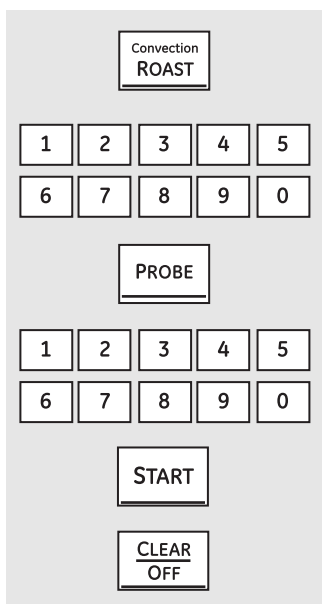 Convection
ROAST
1 2 3 4 5
6 7 8 9 0
PROBE
1 2 3 4 5
6 7 8 9 0
START
CLEAR
OFF